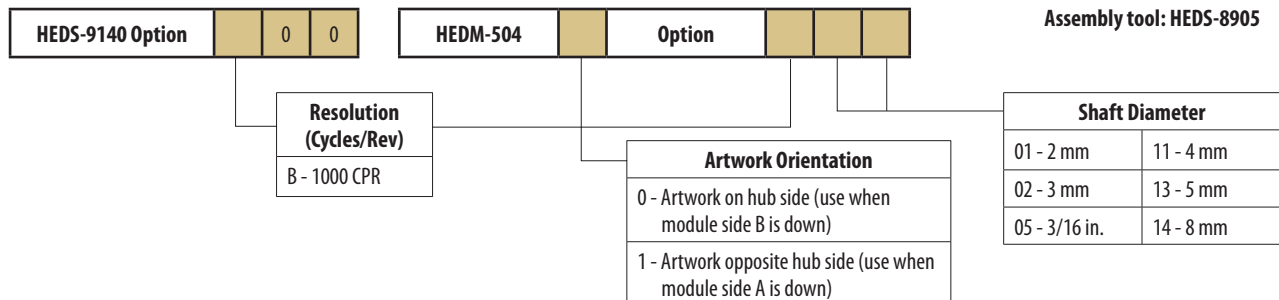 HEDS-9140 Option 0 0 HEDM-504 Option Assembly tool: HEDS-8905
Resolution
(Cycles/Rev)
B - 1000 CPR
Artwork Orientation
0 - Artwork on hub side (use when
module side B is down)
1 - Artwork opposite hub side (use when
module side A is down)
Shaft Diameter
01 - 2 mm 11 - 4 mm
02 - 3 mm 13 - 5 mm
05 - 3/16 in. 14 - 8 mm